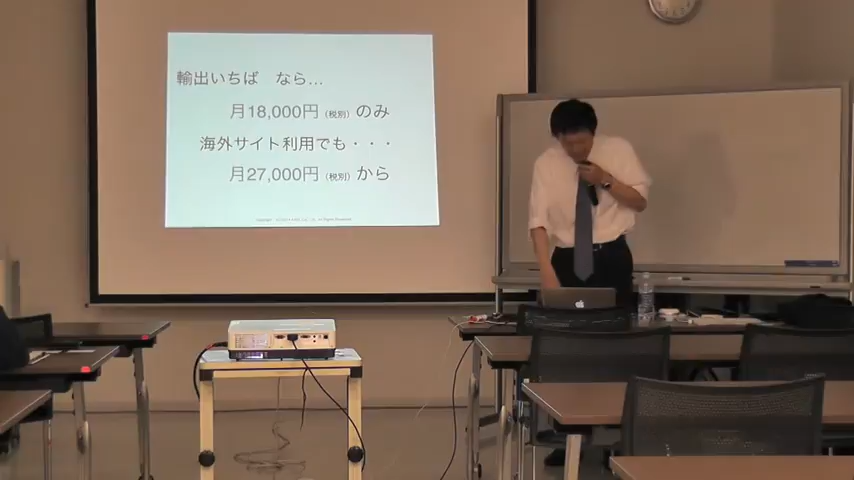 輸出いちば　なら…
月18,000円（税別）のみ
海外サイト利用でも・・・
月27,000円（税別）から